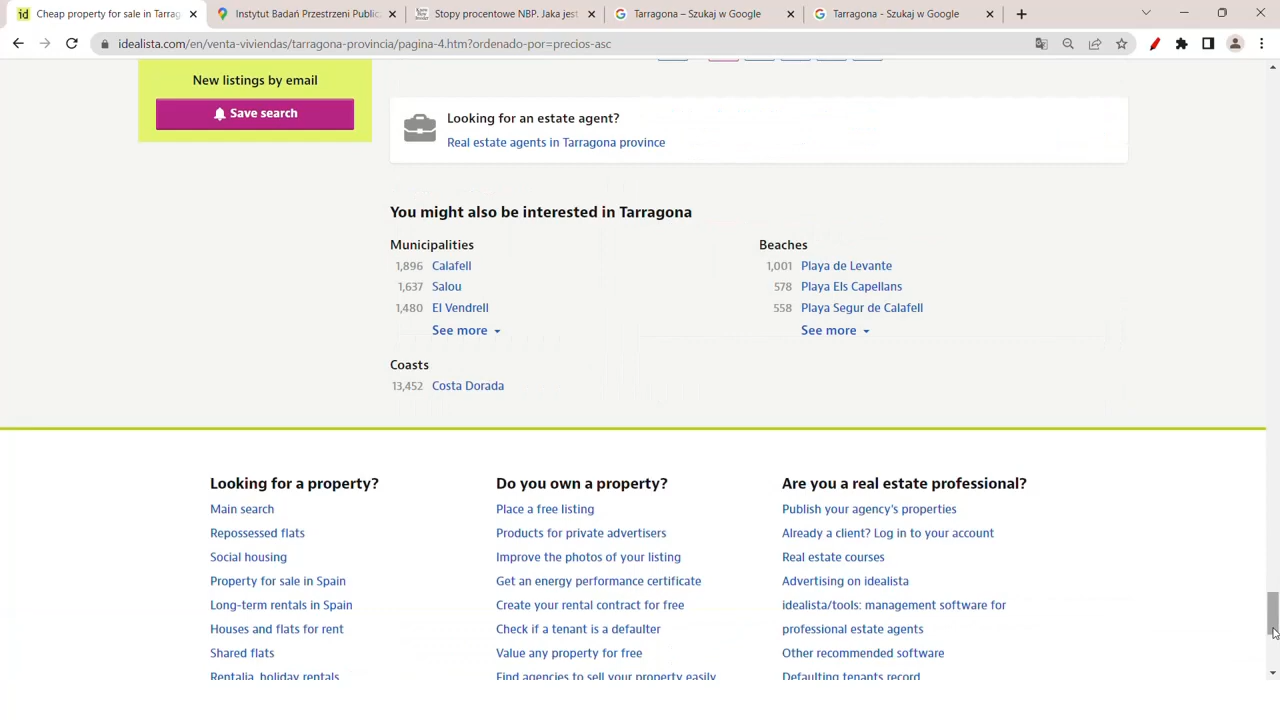 id Cheap property for sale in Tarrag
Instytut Badań Przestrzeni Public
Stopy procentowe NBP. Jaka jest
Tarragona – Szukaj w Google
Tarragona - Szukaj w Google
idealista.com/en/venta-viviendas/tarragona-provincia/pagina-4.htm?ordenado-por=precios-asc
New listings by email
Save search
Looking for an estate agent?
Real estate agents in Tarragona province
You might also be interested in Tarragona
Municipalities
1,896 Calafell
1,637 Salou
1,480 El Vendrell
See more
Beaches
1,001 Playa de Levante
578 Playa Els Capellans
558 Playa Segur de Calafell
See more
Coasts
13,452 Costa Dorada
Looking for a property?
Main search
Repossessed flats
Social housing
Property for sale in Spain
Long-term rentals in Spain
Houses and flats for rent
Shared flats
Rentalia, holiday rentals
Do you own a property?
Place a free listing
Products for private advertisers
Improve the photos of your listing
Get an energy performance certificate
Create your rental contract for free
Check if a tenant is a defaulter
Value any property for free
Find agencies to sell your property easily
Are you a real estate professional?
Publish your agency's properties
Already a client? Log in to your account
Real estate courses
Advertising on idealista
idealista/tools: management software for
professional estate agents
Other recommended software
Defaulting tenants record